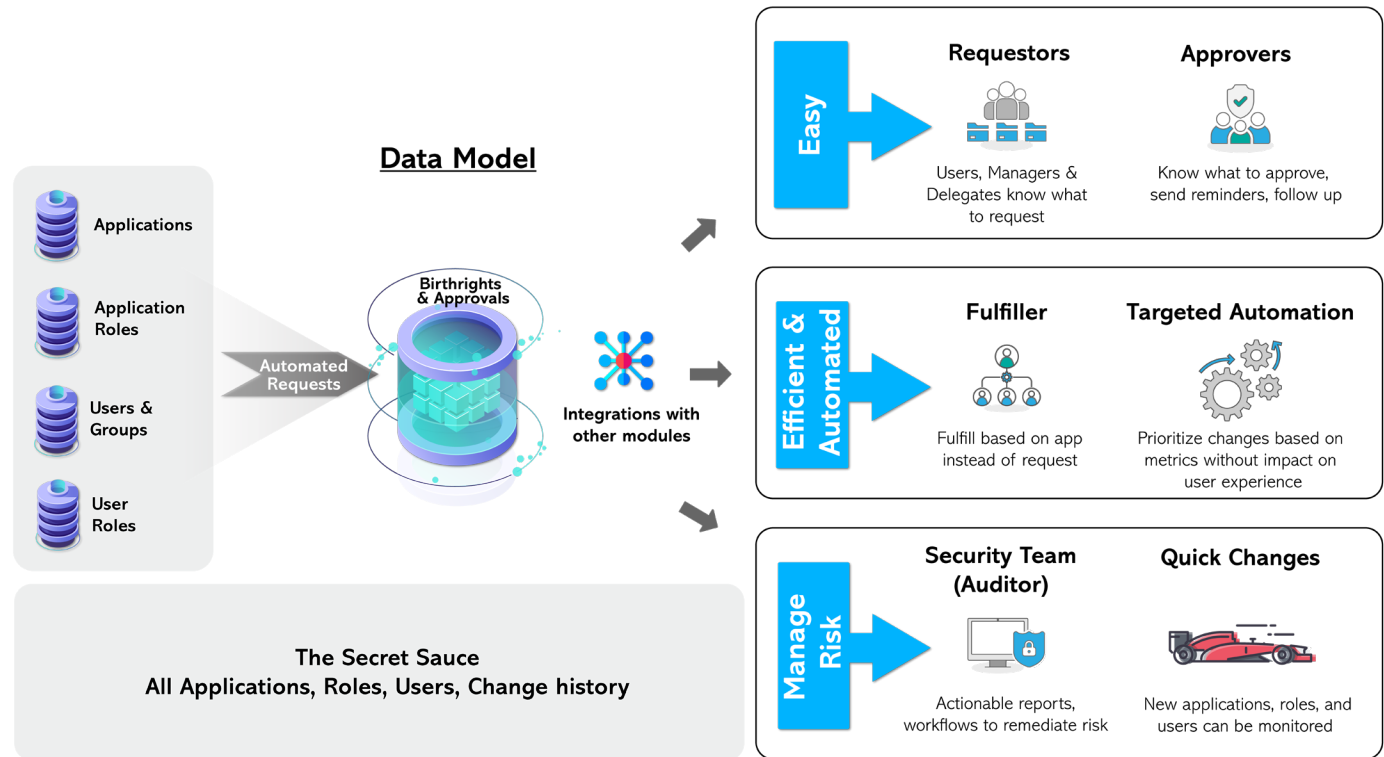 Data Model
Applications
Application
Roles
Users &
Groups
User
Roles
Automated
Requests
Birthrights
& Approvals
Integrations with
other modules
The Secret Sauce
All Applications, Roles, Users, Change history
Easy
Requestors
Users, Managers &
Delegates know what
to request
Approvers
Know what to approve,
send reminders, follow up
Efficient &
Automated
Fulfiller
Fulfill based on app
instead of request
Targeted Automation
Prioritize changes based on
metrics without impact on
user experience
Manage
Risk
Security Team
(Auditor)
Actionable reports,
workflows to remediate risk
Quick Changes
New applications, roles, and
users can be monitored